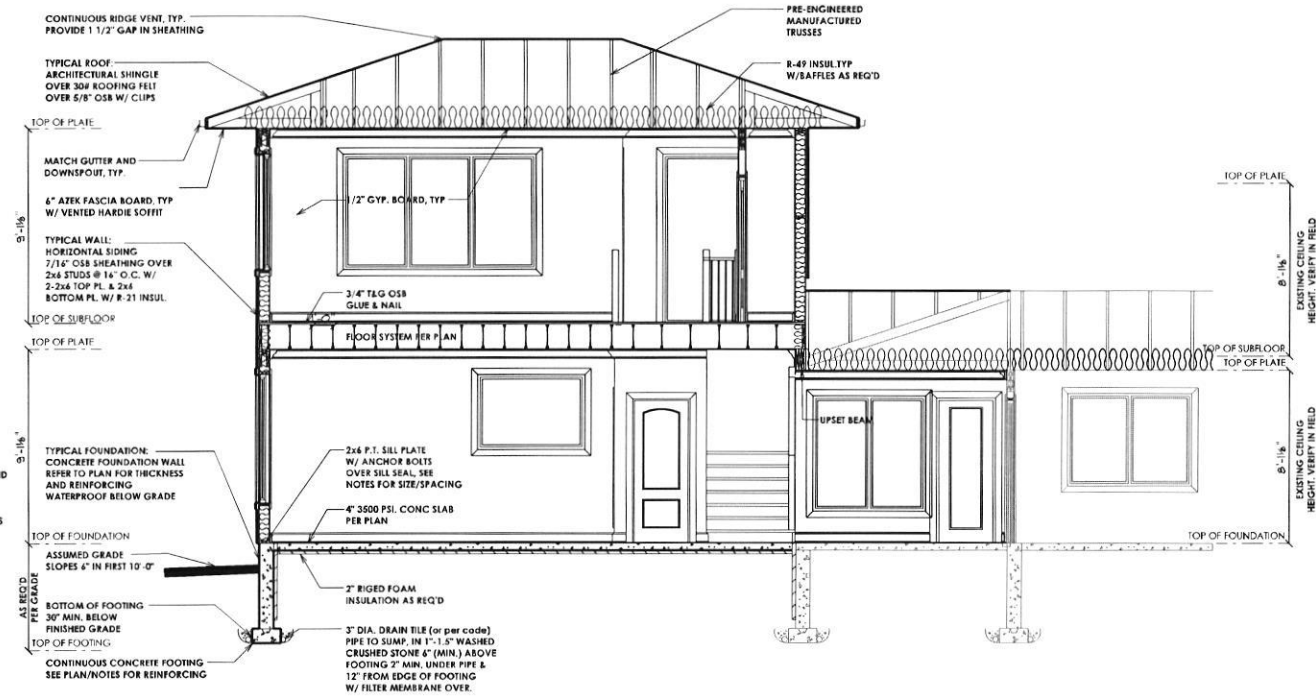 CONTINUOUS RIDGE VENT, TYP.
PROVIDE 1 1/2" GAP IN SHEATHING
TYPICAL ROOF:
ARCHITECTURAL SHINGLE
OVER 30# ROOFING FELT
OVER 5/8" OSB W/ CLIPS
TOP OF PLATE
MATCH GUTTER AND
DOWNSPOUT, TYP.
6" AZEK FASCIA BOARD, TYP
W/ VENTED HARDIE SOFFIT
9'-1⅛"
TYPICAL WALL:
HORIZONTAL SIDING
7/16" OSB SHEATHING OVER
2x6 STUDS @ 16" O.C. W/
2-2x6 TOP PL. & 2x6
BOTTOM PL. W/ R-21 INSUL.
TOP OF SUBFLOOR
TOP OF PLATE
9'-1⅛"
TYPICAL FOUNDATION:
CONCRETE FOUNDATION WALL
REFER TO PLAN FOR THICKNESS
AND REINFORCING
WATERPROOF BELOW GRADE
TOP OF FOUNDATION
ASSUMED GRADE
SLOPES 6" IN FIRST 10'-0"
AS REQ'D
PER GRADE
BOTTOM OF FOOTING
30" MIN. BELOW
FINISHED GRADE
TOP OF FOOTING
CONTINUOUS CONCRETE FOOTING
SEE PLAN/NOTES FOR REINFORCING
PRE-ENGINEERED
MANUFACTURED
TRUSSES
R-49 INSUL.TYP
W/BAFFLES AS REQ'D
1/2" GYP. BOARD, TYP
3/4" T&G OSB
GLUE & NAIL
FLOOR SYSTEM PER PLAN
2x6 P.T. SILL PLATE
W/ ANCHOR BOLTS
OVER SILL SEAL, SEE
NOTES FOR SIZE/SPACING
4" 3500 PSI. CONC SLAB
PER PLAN
2" RIGED FOAM
INSULATION AS REQ'D
3" DIA. DRAIN TILE (or per code)
PIPE TO SUMP, IN 1"-1.5" WASHED
CRUSHED STONE 6" (MIN.) ABOVE
FOOTING 2" MIN. UNDER PIPE &
12" FROM EDGE OF FOOTING
W/ FILTER MEMBRANE OVER.
UPSET BEAM
TOP OF PLATE
8'-1⅛"
EXISTING CEILING
HEIGHT. VERIFY IN FIELD
TOP OF SUBFLOOR
TOP OF PLATE
8'-1⅛"
EXISTING CEILING
HEIGHT. VERIFY IN FIELD
TOP OF FOUNDATION